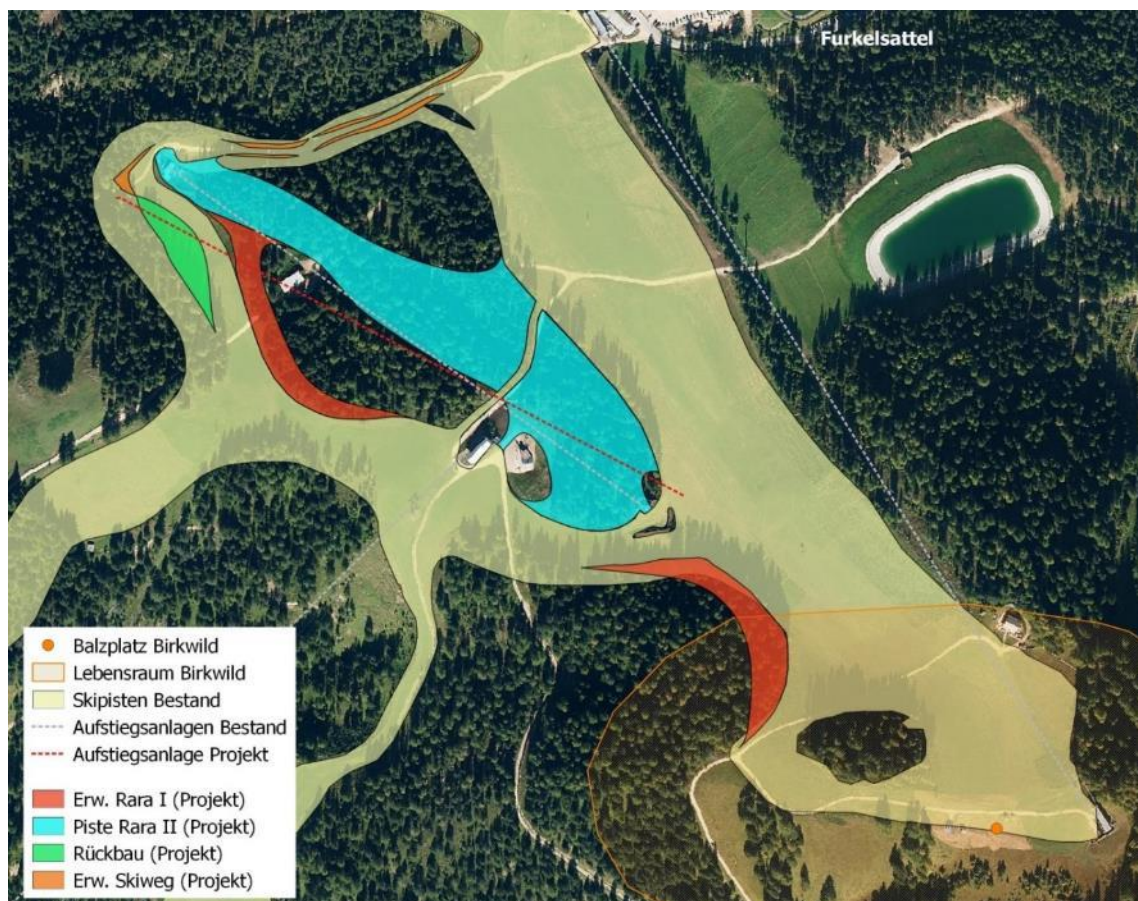 Furkelsattel
Balzplatz Birkwild
Lebensraum Birkwild
Skipisten Bestand
Aufstiegsanlagen Bestand
Aufstiegsanlage Projekt
Erw. Rara I (Projekt)
Piste Rara II (Projekt)
Rückbau (Projekt)
Erw. Skiweg (Projekt)